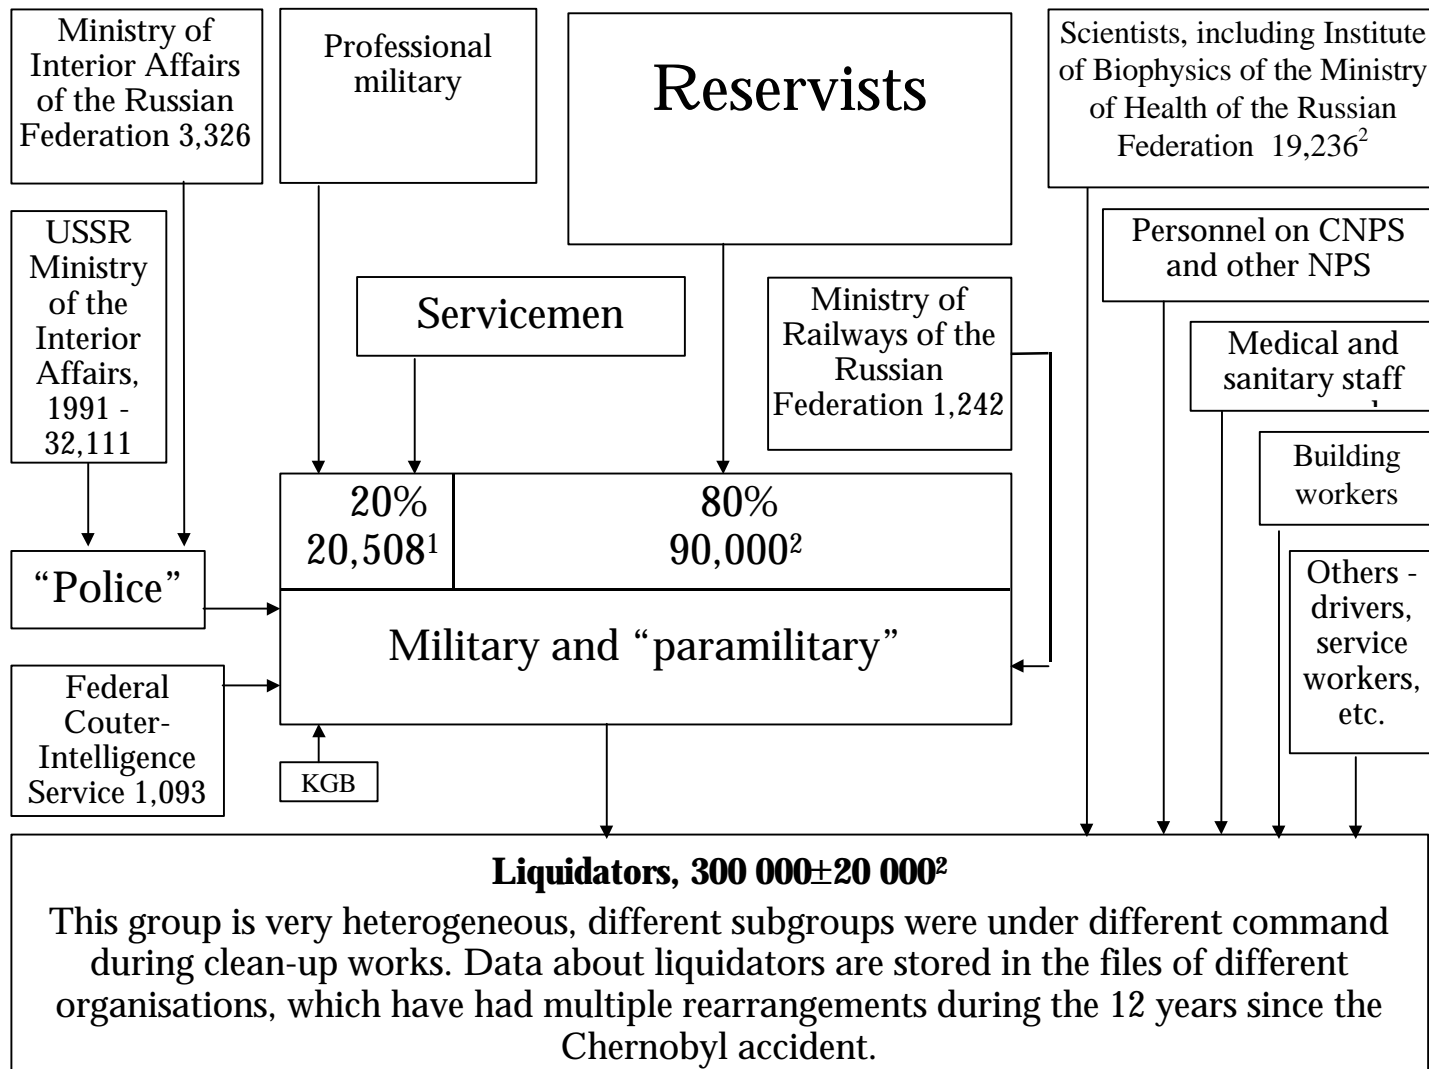 Ministry of
Interior Affairs
of the Russian
Federation 3,326
Professional
military
Reservists
Scientists, including Institute
of Biophysics of the Ministry
of Health of the Russian
Federation 19,236²
USSR
Ministry
of the
Interior
Affairs,
1991 -
32,111
Servicemen
Ministry of
Railways of the
Russian
Federation 1,242
Personnel on CNPS
and other NPS
Medical and
sanitary staff
Building
workers
Others -
drivers,
service
workers,
etc.
20%
20,508¹
80%
90,000²
"Police"
Military and "paramilitary"
Federal
Couter-
Intelligence
Service 1,093
KGB
Liquidators, 300 000±20 000²
This group is very heterogeneous, different subgroups were under different command
during clean-up works. Data about liquidators are stored in the files of different
organisations, which have had multiple rearrangements during the 12 years since the
Chernobyl accident.